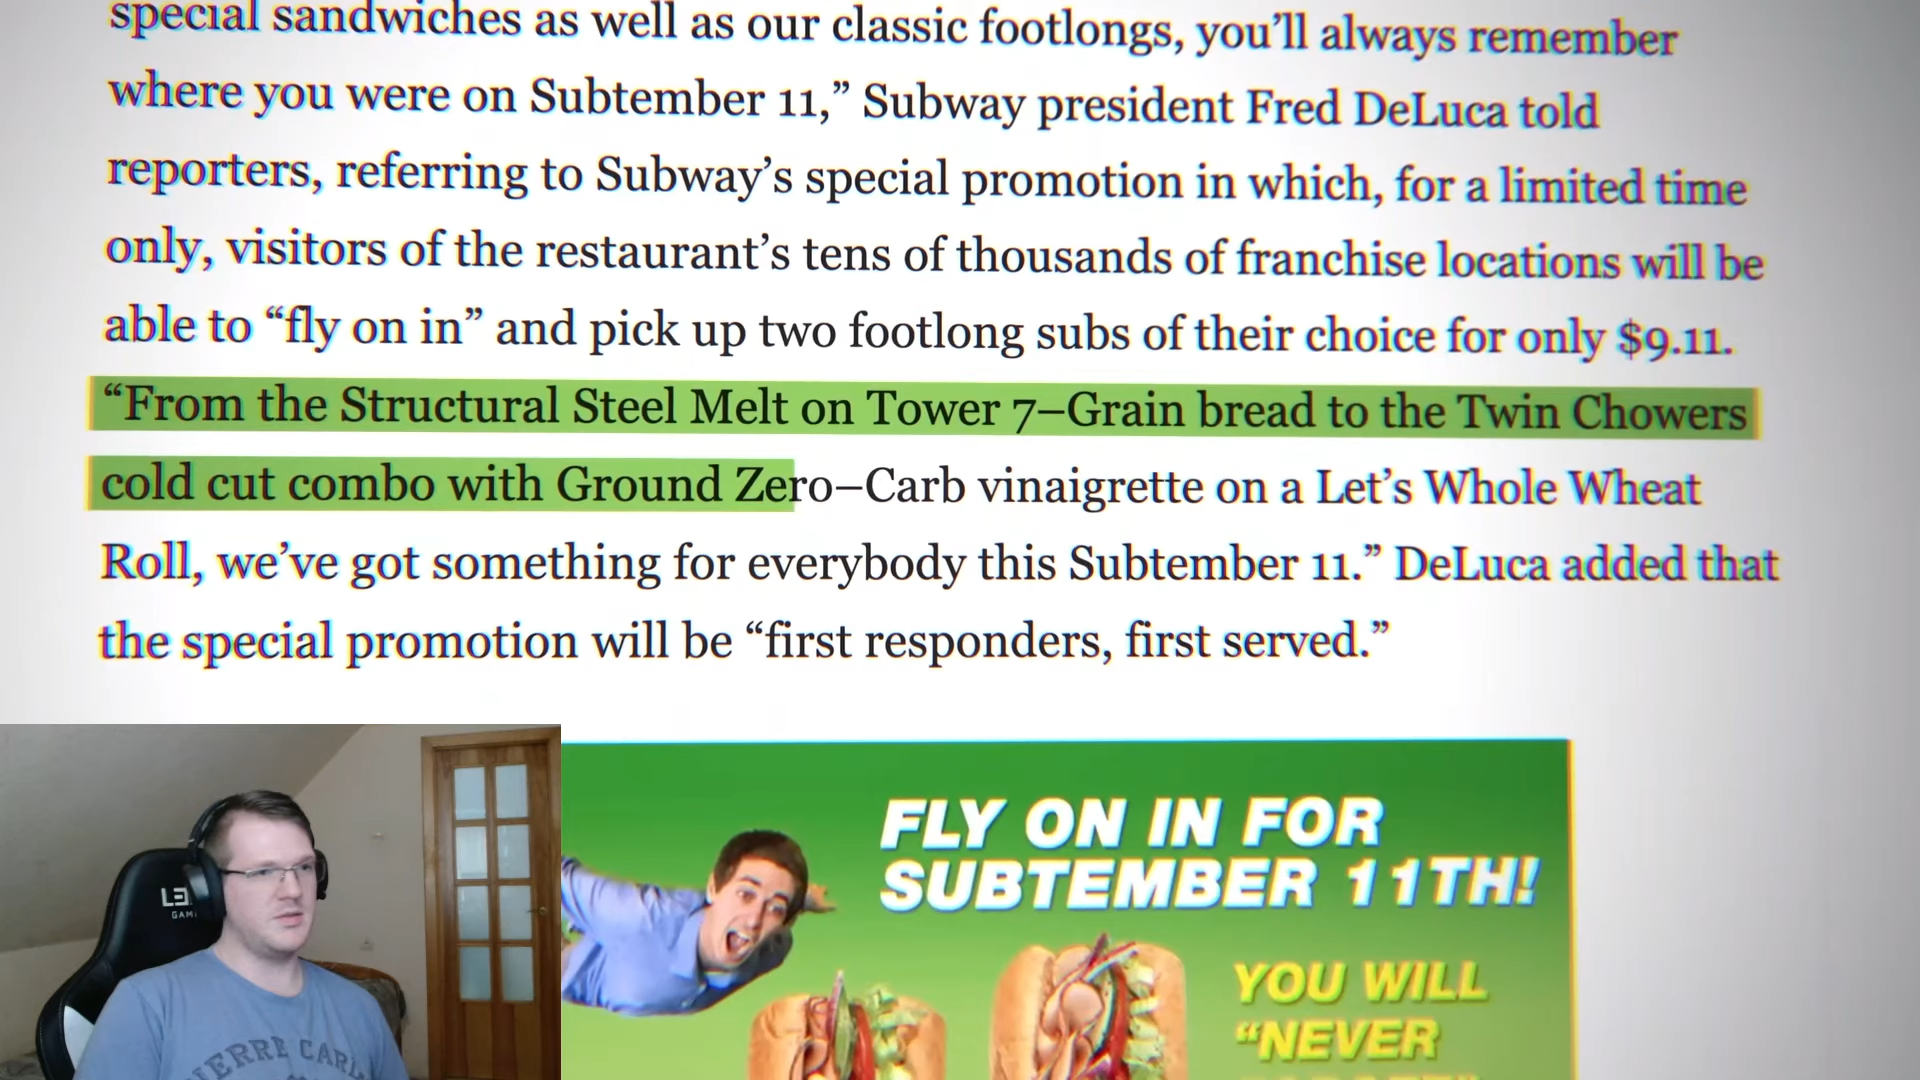 special sandwiches as well as our classic footlongs, you’ll always remember
where you were on Subtember 11,” Subway president Fred DeLuca told
reporters, referring to Subway’s special promotion in which, for a limited time
only, visitors of the restaurant’s tens of thousands of franchise locations will be
able to “fly on in” and pick up two footlong subs of their choice for only $9.11.
“From the Structural Steel Melt on Tower 7–Grain bread to the Twin Chowers
cold cut combo with Ground Zero–Carb vinaigrette on a Let’s Whole Wheat
Roll, we’ve got something for everybody this Subtember 11.” DeLuca added that
the special promotion will be “first responders, first served.”
FLY ON IN FOR
SUBTEMBER 11TH!
YOU WILL
“NEVER